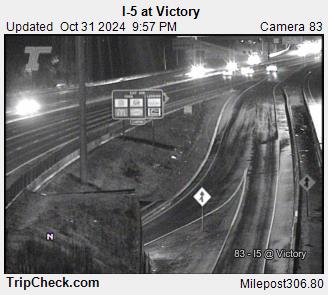 I-5 at Victory
Updated Oct 31 2024 9:57 PM Camera 83
T
N
83 - I5 @ Victory
TripCheck.com Milepost306.80